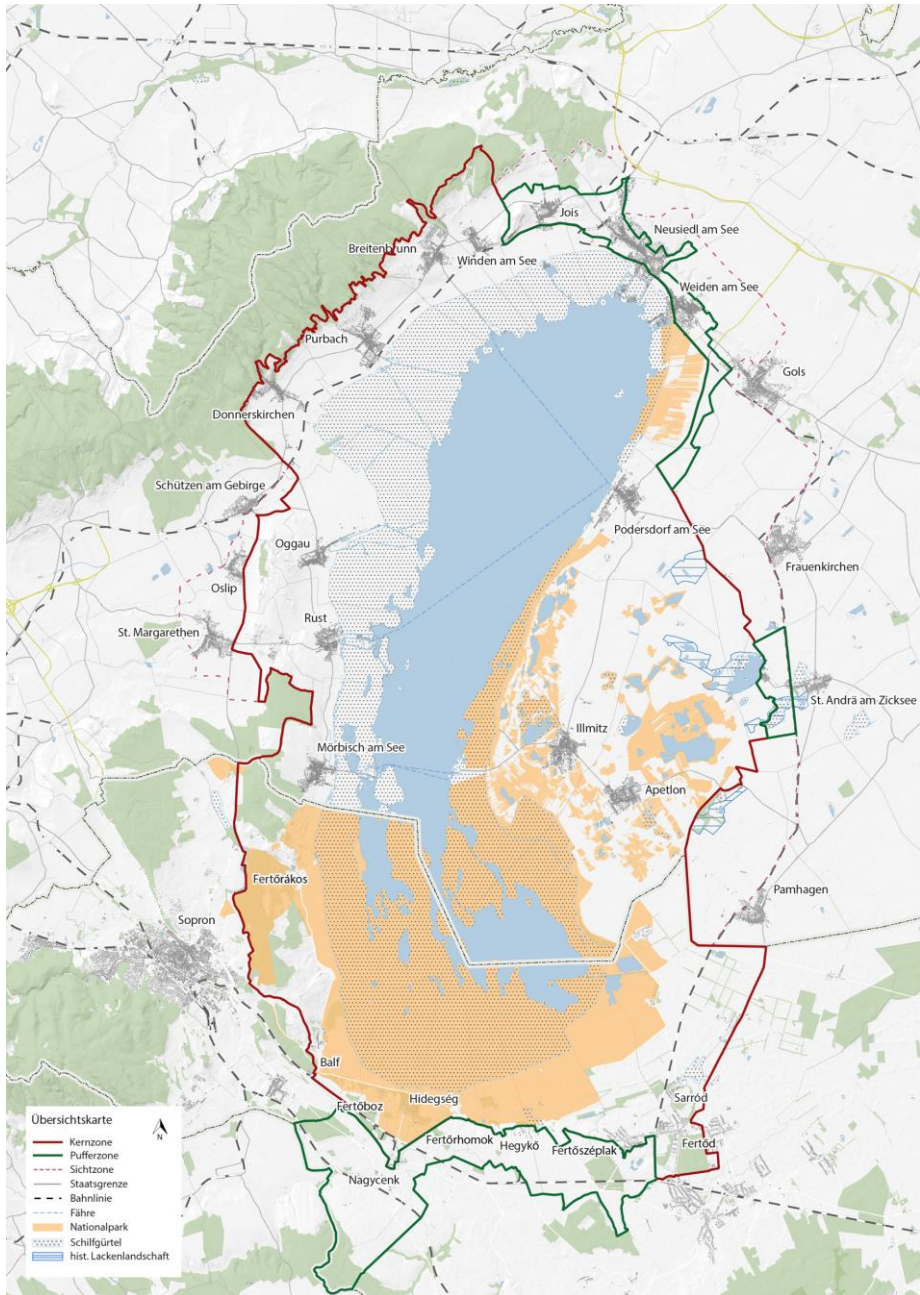 Jois
Neusiedl am See
Breitenbrunn
Winden am See
Weiden am See
Purbach
Gols
Donnerskirchen
Schützen am Gebirge
Podersdorf am See
Oggau
Frauenkirchen
Oslip
St. Margarethen
Rust
St. Andrä am Zicksee
Illmitz
Mörbisch am See
Apetlon
Fertőrákos
Pamhagen
Sopron
Balf
Hidegség
Sarród
Fertőboz
Fertőrhomok
Hegykő
Fertőszéplak
Fertőd
Nagycenk
Übersichtskarte
N
Kernzone
Pufferzone
Sichtzone
Staatsgrenze
Bahnlinie
Fähre
Nationalpark
Schilfgürtel
hist. Lackenlandschaft